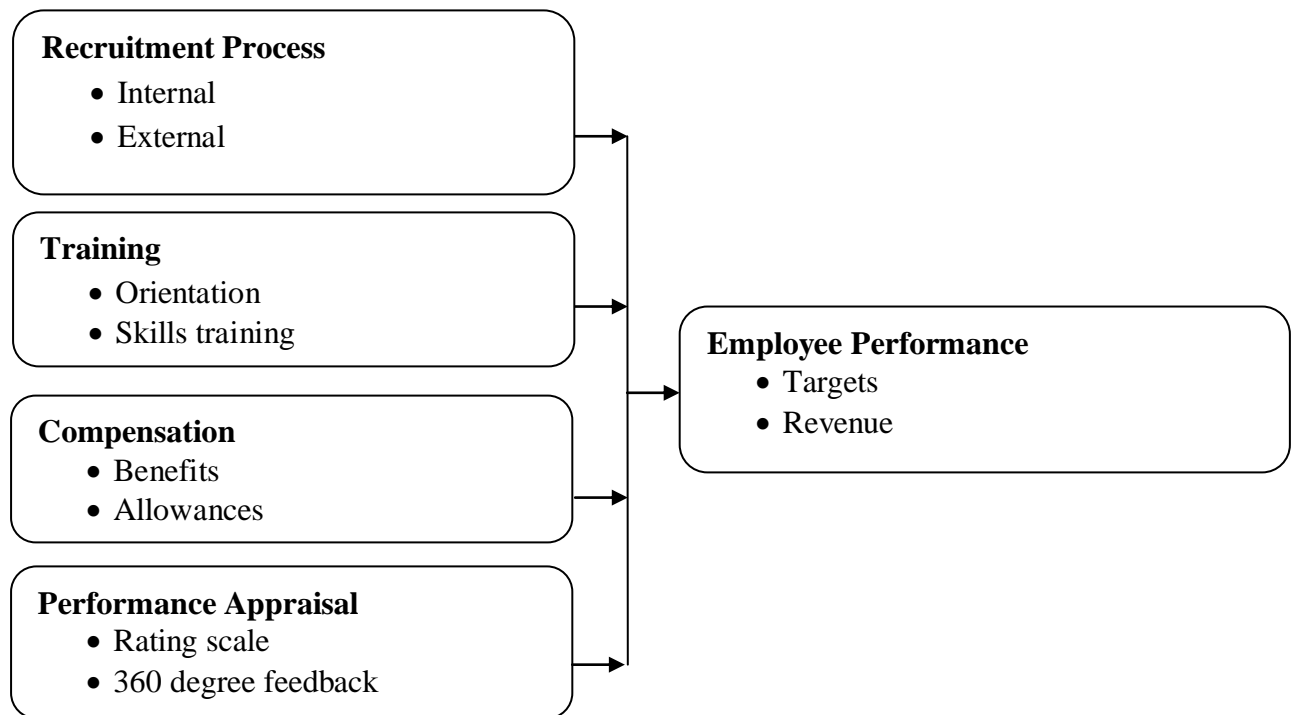 Recruitment Process
• Internal
• External
Training
• Orientation
• Skills training
Employee Performance
• Targets
• Revenue
Compensation
• Benefits
• Allowances
Performance Appraisal
• Rating scale
• 360 degree feedback